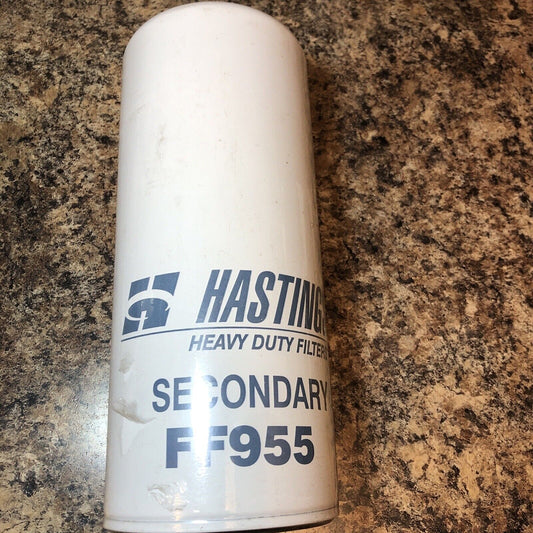 HASTING
HEAVY DUTY FILTER
SECONDARY
FF955